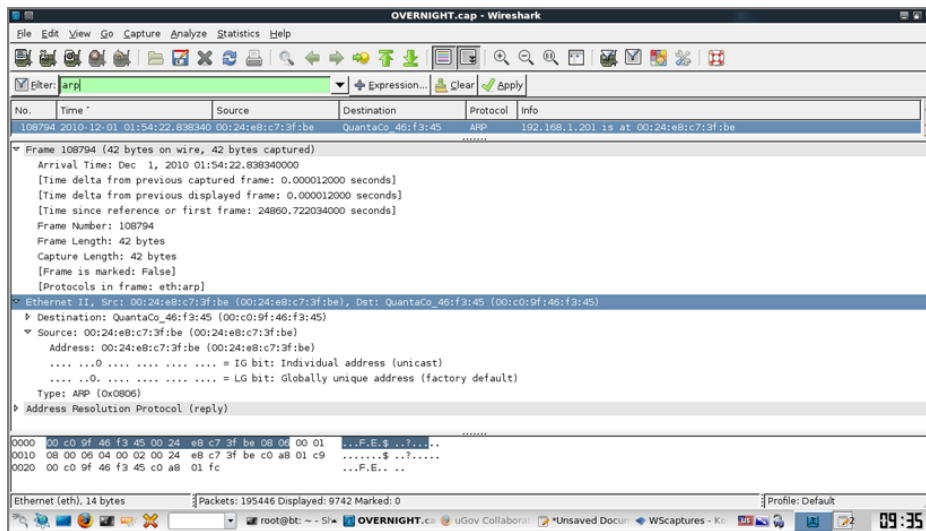 OVERNIGHT.cap - Wireshark
File Edit View Go Capture Analyze Statistics Help
Filter: arp Expression... Clear Apply
No. Time Source Destination Protocol Info
108794 2010-12-01 01:54:22.838340 00:24:e8:c7:3f:be QuantaCo_46:f3:45 ARP 192.168.1.201 is at 00:24:e8:c7:3f:be
Frame 108794 (42 bytes on wire, 42 bytes captured)
Arrival Time: Dec 1, 2010 01:54:22.838340000
[Time delta from previous captured frame: 0.000012000 seconds]
[Time delta from previous displayed frame: 0.000012000 seconds]
[Time since reference or first frame: 24860.722034000 seconds]
Frame Number: 108794
Frame Length: 42 bytes
Capture Length: 42 bytes
[Frame is marked: False]
[Protocols in frame: eth:arp]
Ethernet II, Src: 00:24:e8:c7:3f:be (00:24:e8:c7:3f:be), Dst: QuantaCo_46:f3:45 (00:c0:9f:46:f3:45)
Destination: QuantaCo_46:f3:45 (00:c0:9f:46:f3:45)
Source: 00:24:e8:c7:3f:be (00:24:e8:c7:3f:be)
Address: 00:24:e8:c7:3f:be (00:24:e8:c7:3f:be)
.... ...0 .... .... .... .... = IG bit: Individual address (unicast)
.... ..0. .... .... .... .... = LG bit: Globally unique address (factory default)
Type: ARP (0x0806)
Address Resolution Protocol (reply)
0000 00 c0 9f 46 f3 45 00 24 e8 c7 3f be 08 06 00 01 ...F.E.$ ..?.....
0010 08 00 06 04 00 02 00 24 e8 c7 3f be c0 a8 01 c9 .......$ ..?.....
0020 00 c0 9f 46 f3 45 c0 a8 01 fc ...F.E.. ..
Ethernet (eth), 14 bytes Packets: 195446 Displayed: 9742 Marked: 0 Profile: Default
root@bt: ~ - She OVERNIGHT.c uGov Collaborat *Unsaved Docum WScaptures - Ko US 2 09:35